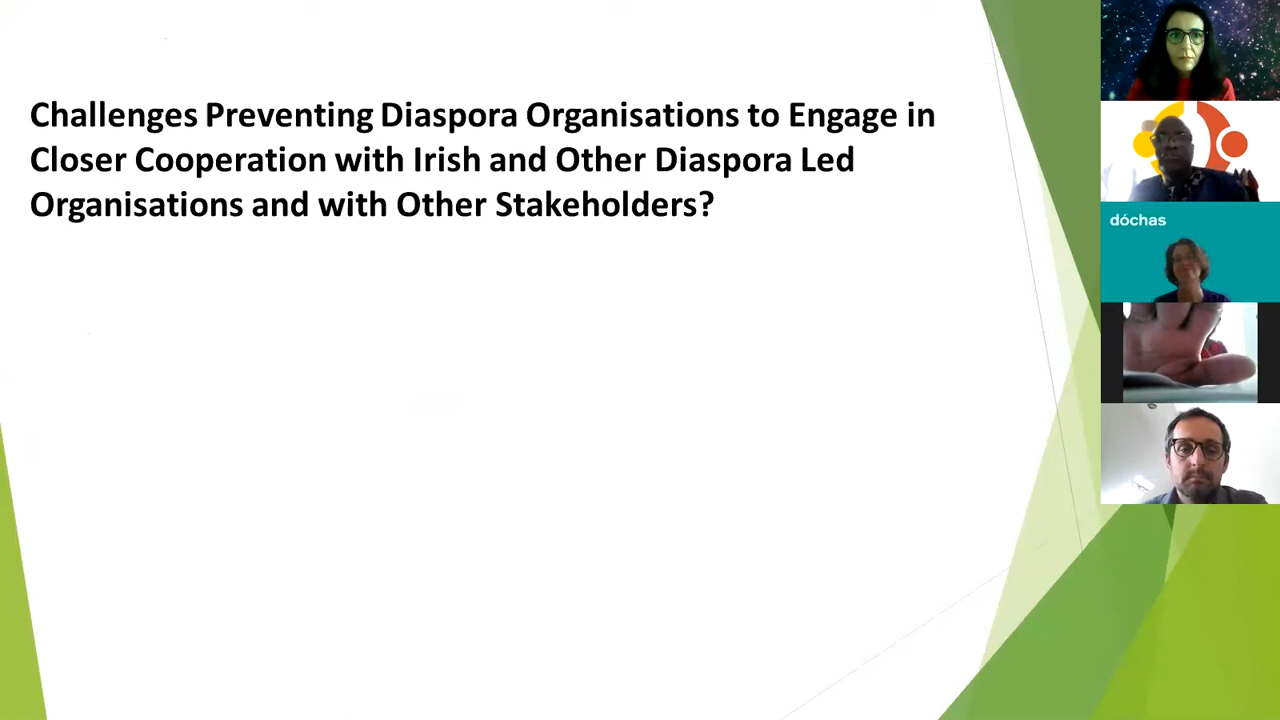 Challenges Preventing Diaspora Organisations to Engage in
Closer Cooperation with Irish and Other Diaspora Led
Organisations and with Other Stakeholders?
dóchas